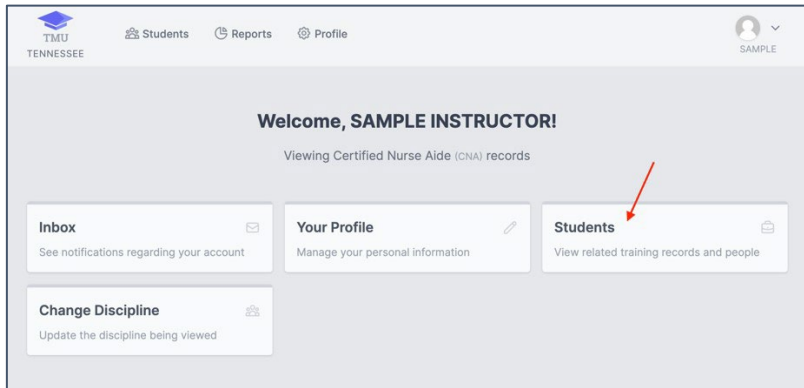 TMU
TENNESSEE
Students
Reports
Profile
SAMPLE
Welcome, SAMPLE INSTRUCTOR!
Viewing Certified Nurse Aide (CNA) records
Inbox
See notifications regarding your account
Your Profile
Manage your personal information
Students
View related training records and people
Change Discipline
Update the discipline being viewed